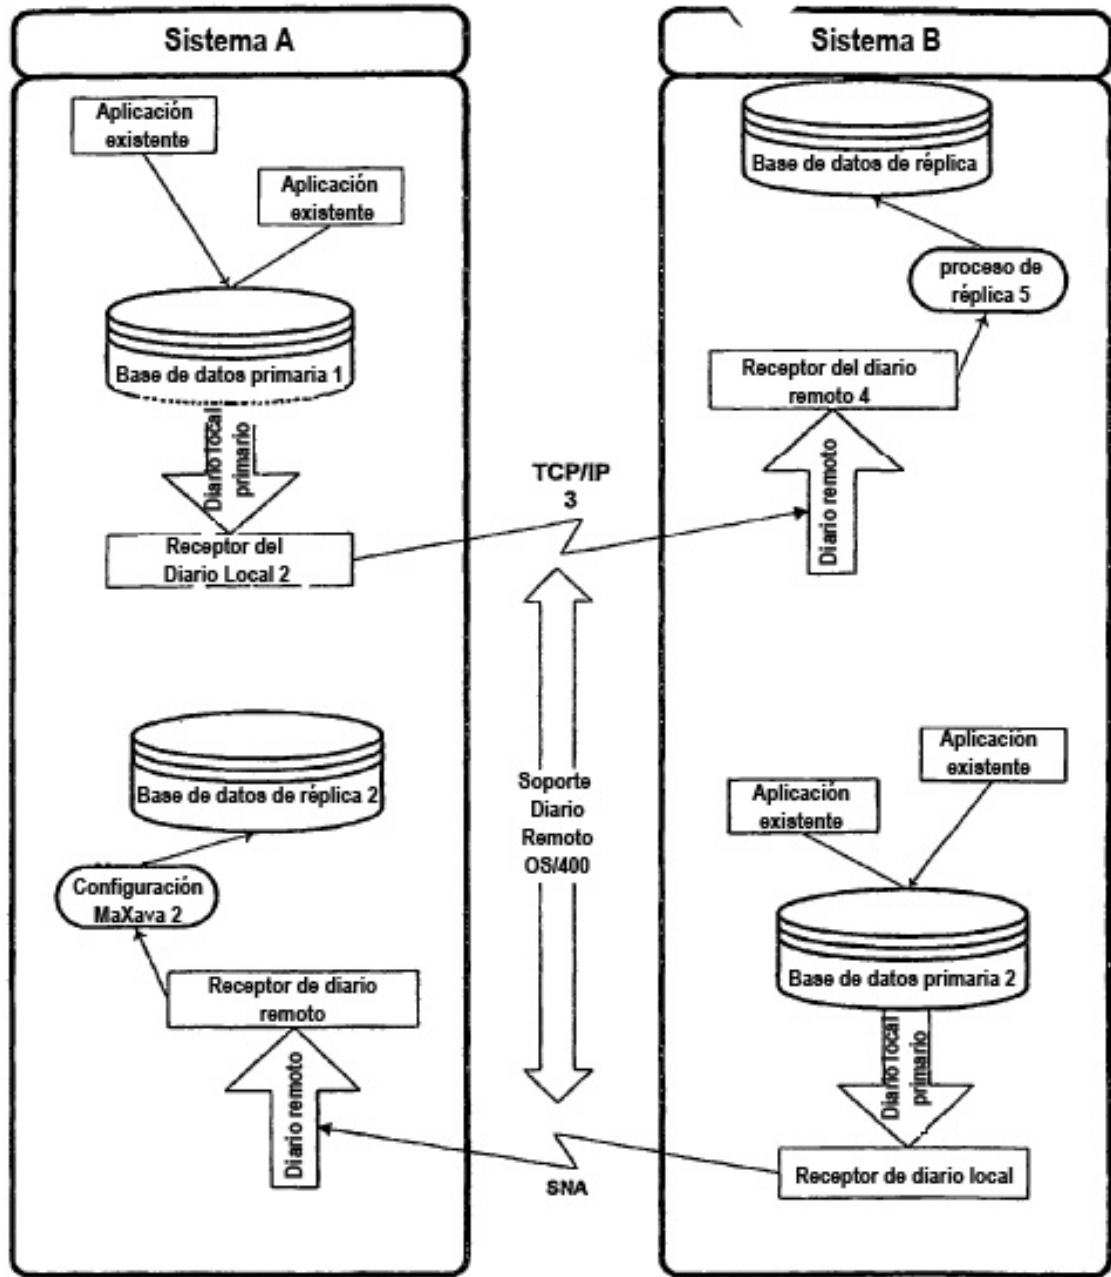 Sistema A
Aplicación
existente
Aplicación
existente
Base de datos primaria 1
Diario local
primario
Receptor del
Diario Local 2
Base de datos de réplica 2
Configuración
MaXava 2
Receptor de diario
remoto
Diario remoto
TCP/IP
3
Soporte
Diario
Remoto
OS/400
SNA
Sistema B
Base de datos de réplica
proceso de
réplica 5
Receptor del diario
remoto 4
Diario remoto
Aplicación
existente
Aplicación
existente
Base de datos primaria 2
Diario local
primario
Receptor de diario local